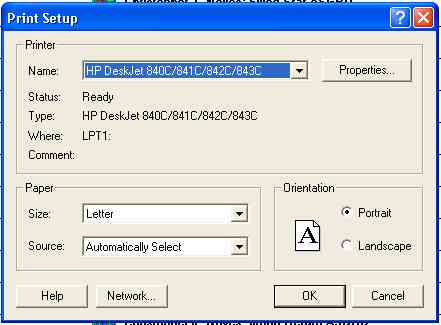 Print Setup
Printer
Name: HP DeskJet 840C/841C/842C/843C Properties...
Status: Ready
Type: HP DeskJet 840C/841C/842C/843C
Where: LPT1:
Comment:
Paper Orientation
Size: Letter A Portrait
Source: Automatically Select Landscape
Help Network... OK Cancel